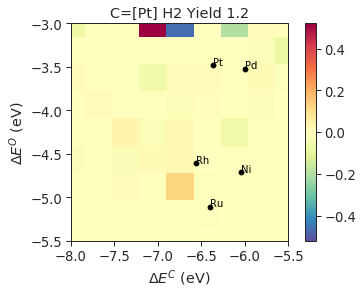 C=[Pt] H2 Yield 1.2
−3.0
−3.5
−4.0
−4.5
−5.0
−5.5
ΔE^O (eV)
Pt
Pd
Rh
Ni
Ru
−8.0 −7.5 −7.0 −6.5 −6.0 −5.5
ΔE^C (eV)
0.4
0.2
0.0
−0.2
−0.4